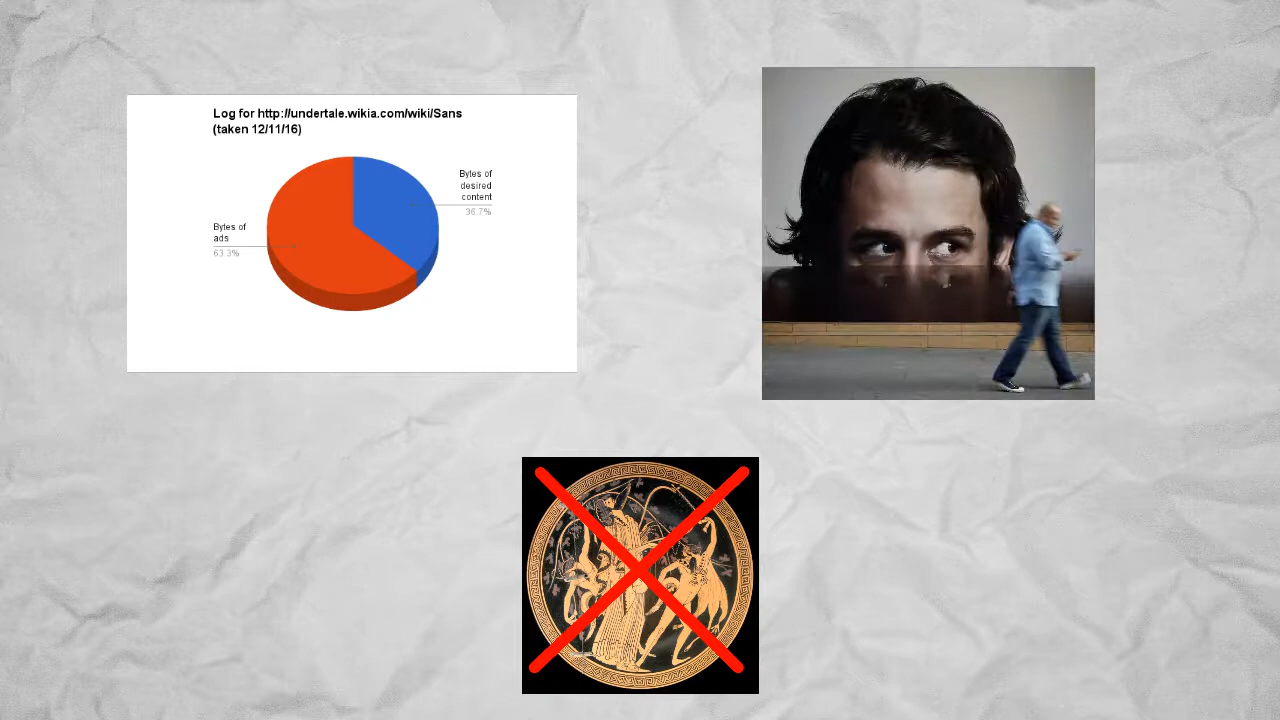 Log for http://undertale.wikia.com/wiki/Sans
(taken 12/11/16)
Bytes of
desired
content
36.7%
Bytes of
ads
63.3%